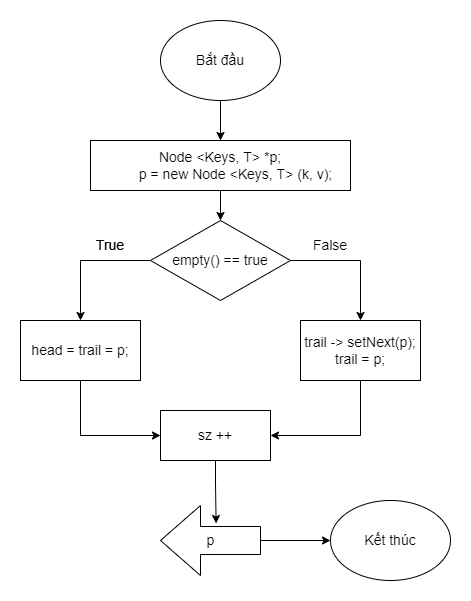 Bắt đầu
Node <Keys, T> *p;
p = new Node <Keys, T> (k, v);
True
False
empty() == true
head = trail = p;
trail -> setNext(p);
trail = p;
sz ++
p
Kết thúc